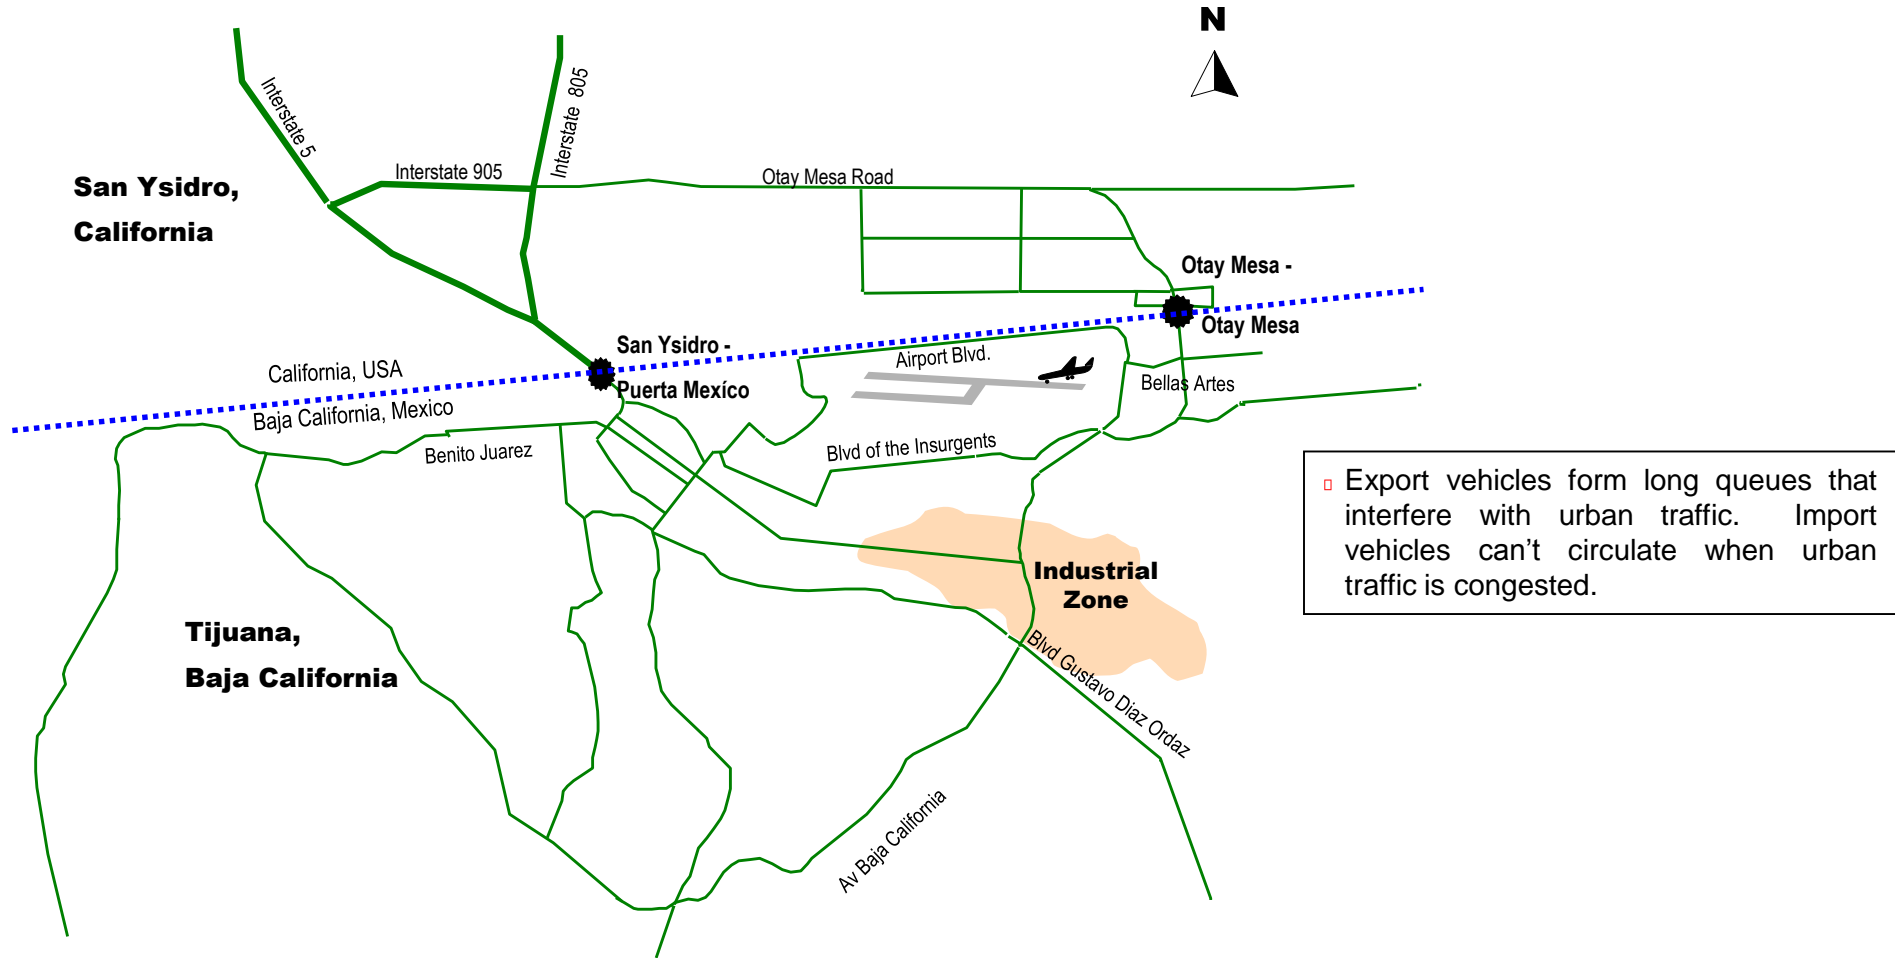 N
Interstate 5
Interstate 805
Interstate 905
Otay Mesa Road
San Ysidro,
California
Otay Mesa -
Otay Mesa
San Ysidro -
Puerta Mexíco
California, USA
Baja California, Mexico
Airport Blvd.
Bellas Artes
Benito Juarez
Blvd of the Insurgents
Export vehicles form long queues that
interfere with urban traffic. Import
vehicles can’t circulate when urban
traffic is congested.
Industrial
Zone
Tijuana,
Baja California
Blvd Gustavo Diaz Ordaz
Av Baja California